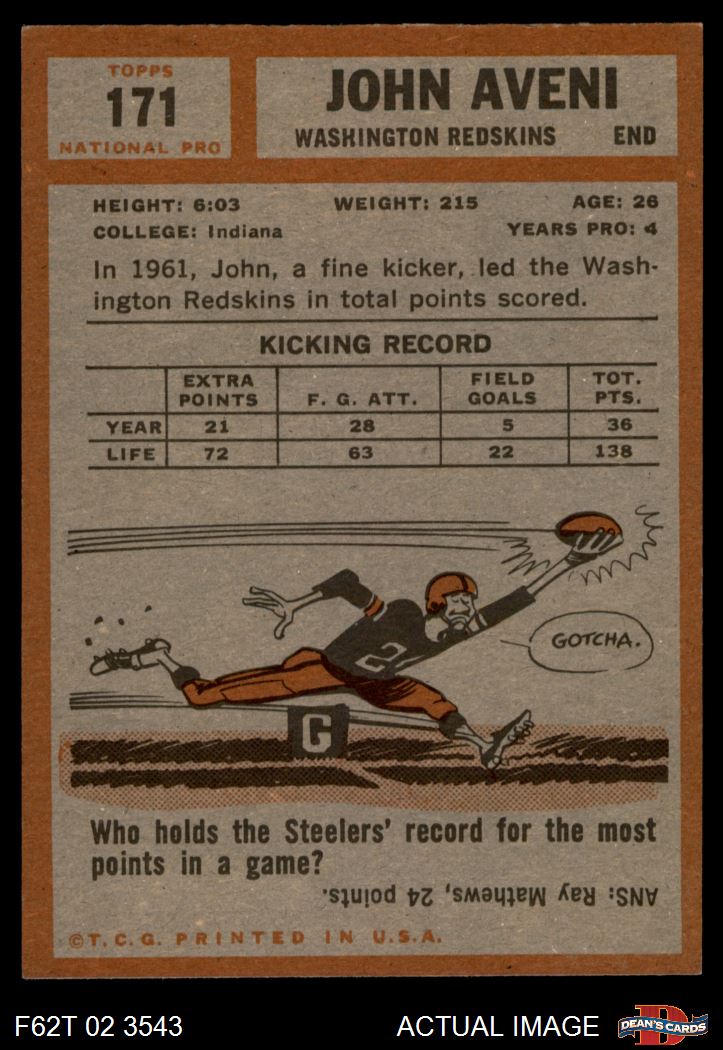 TOPPS
171
NATIONAL PRO
JOHN AVENI
WASHINGTON REDSKINS END
HEIGHT: 6:03 WEIGHT: 215 AGE: 26
COLLEGE: Indiana YEARS PRO: 4
In 1961, John, a fine kicker, led the Wash-
ington Redskins in total points scored.
KICKING RECORD
EXTRA POINTS F. G. ATT. FIELD GOALS TOT. PTS.
YEAR 21 28 5 36
LIFE 72 63 22 138
2
GOTCHA.
G
Who holds the Steelers' record for the most
points in a game?
ANS: Ray Mathews, 24 points.
©T.C.G. PRINTED IN U.S.A.
F62T 02 3543 ACTUAL IMAGE
DEAN'S CARDS